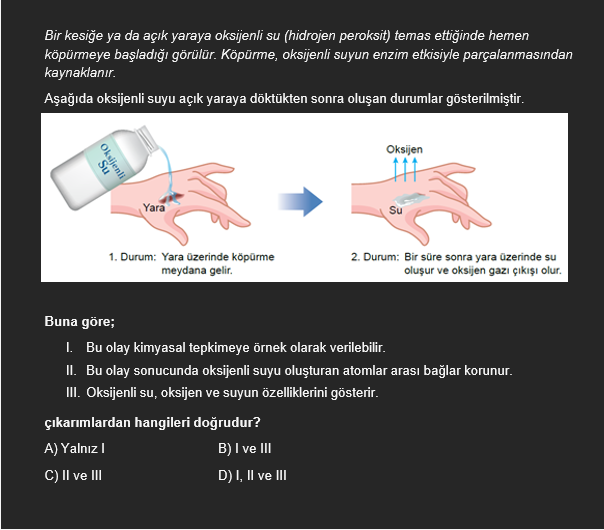 Bir kesiğe ya da açık yaraya oksijenli su (hidrojen peroksit) temas ettiğinde hemen
köpürmeye başladığı görülür. Köpürme, oksijenli suyun enzim etkisiyle parçalanmasından
kaynaklanır.
Aşağıda oksijenli suyu açık yaraya döktükten sonra oluşan durumlar gösterilmiştir.
Oksijenli
Su
Yara
1. Durum: Yara üzerinde köpürme
meydana gelir.
Oksijen
Su
2. Durum: Bir süre sonra yara üzerinde su
oluşur ve oksijen gazı çıkışı olur.
Buna göre;
I. Bu olay kimyasal tepkimeye örnek olarak verilebilir.
II. Bu olay sonucunda oksijenli suyu oluşturan atomlar arası bağlar korunur.
III. Oksijenli su, oksijen ve suyun özelliklerini gösterir.
çıkarımlardan hangileri doğrudur?
A) Yalnız I B) I ve III
C) II ve III D) I, II ve III